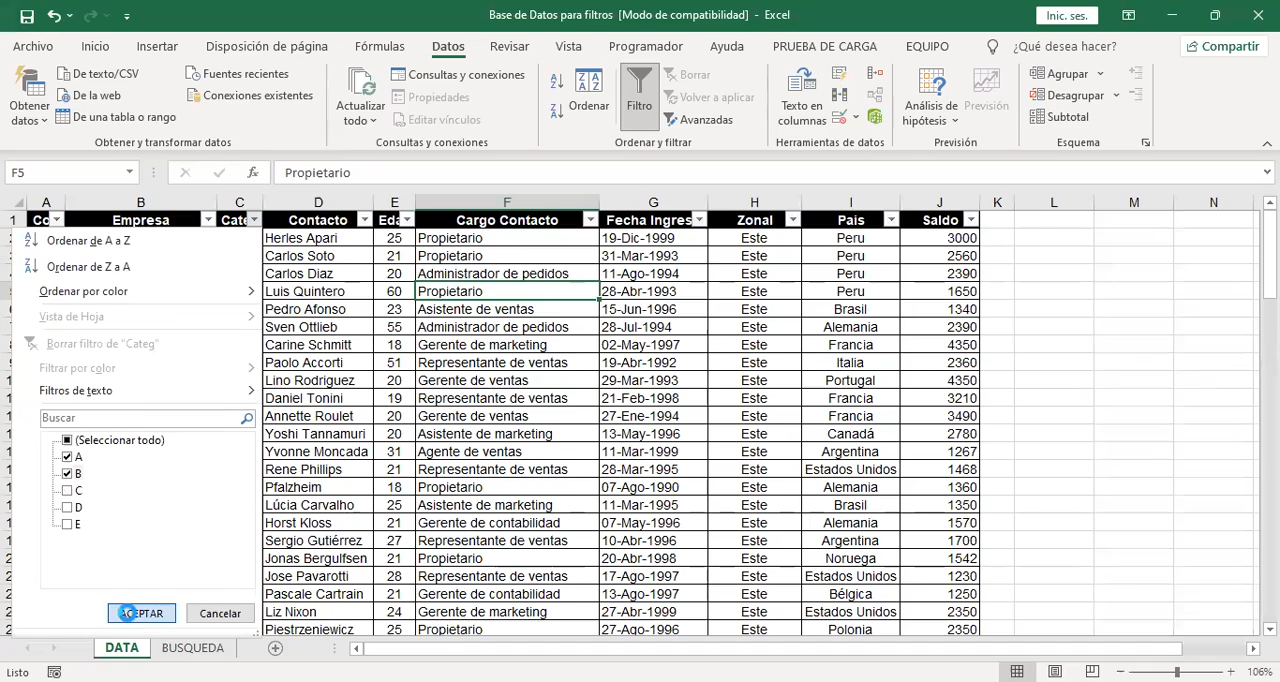 Base de Datos para filtros [Modo de compatibilidad] - Excel
Inic. ses.
Archivo Inicio Insertar Disposición de página Fórmulas Datos Revisar Vista Programador Ayuda PRUEBA DE CARGA EQUIPO ¿Qué desea hacer? Compartir
De texto/CSV Fuentes recientes Consultas y conexiones Borrar Agrupar
Obtener datos De la web Conexiones existentes Actualizar todo Propiedades Ordenar Filtro Volver a aplicar Texto en columnas Análisis de hipótesis Previsión Desagrupar
De una tabla o rango Editar vínculos Avanzadas Subtotal
Obtener y transformar datos Consultas y conexiones Ordenar y filtrar Herramientas de datos Previsión Esquema
F5 fx Propietario
A B C D E F G H I J K L M N
1 Co Empresa Cate Contacto Eda Cargo Contacto Fecha Ingres Zonal Pais Saldo
Herles Apari 25 Propietario 19-Dic-1999 Este Peru 3000
Carlos Soto 21 Propietario 31-Mar-1993 Este Peru 2560
Carlos Diaz 20 Administrador de pedidos 11-Ago-1994 Este Peru 2390
Luis Quintero 60 Propietario 28-Abr-1993 Este Peru 1650
Pedro Afonso 23 Asistente de ventas 15-Jun-1996 Este Brasil 1340
Sven Ottlieb 55 Administrador de pedidos 28-Jul-1994 Este Alemania 2390
Carine Schmitt 18 Gerente de marketing 02-May-1997 Este Francia 4350
Paolo Accorti 51 Representante de ventas 19-Abr-1992 Este Italia 2360
Lino Rodriguez 20 Gerente de ventas 29-Mar-1993 Este Portugal 4350
Daniel Tonini 19 Representante de ventas 21-Feb-1998 Este Francia 3210
Annette Roulet 20 Gerente de ventas 27-Ene-1994 Este Francia 3490
Yoshi Tannamuri 20 Asistente de marketing 13-May-1996 Este Canadá 2780
Yvonne Moncada 31 Agente de ventas 11-Mar-1999 Este Argentina 1267
Rene Phillips 21 Representante de ventas 28-Mar-1995 Este Estados Unidos 1468
Pfalzheim 18 Propietario 07-Ago-1990 Este Alemania 1360
Lúcia Carvalho 25 Asistente de marketing 11-Mar-1995 Este Brasil 1350
Horst Kloss 21 Gerente de contabilidad 07-May-1996 Este Alemania 1570
Sergio Gutiérrez 27 Representante de ventas 10-Abr-1996 Este Argentina 1700
Jonas Bergulfsen 21 Propietario 20-Abr-1998 Este Noruega 1542
Jose Pavarotti 28 Representante de ventas 17-Ago-1997 Este Estados Unidos 1230
Pascale Cartrain 21 Gerente de contabilidad 13-Ago-1997 Este Bélgica 1250
Liz Nixon 24 Gerente de marketing 27-Abr-1999 Este Estados Unidos 2350
Piestrzeniewicz 25 Propietario 27-Ago-1996 Este Polonia 2350
Ordenar de A a Z
Ordenar de Z a A
Ordenar por color
Vista de Hoja
Borrar filtro de "Categ"
Filtrar por color
Filtros de texto
Buscar
(Seleccionar todo)
A
B
C
D
E
ACEPTAR Cancelar
DATA BUSQUEDA
Listo 106%